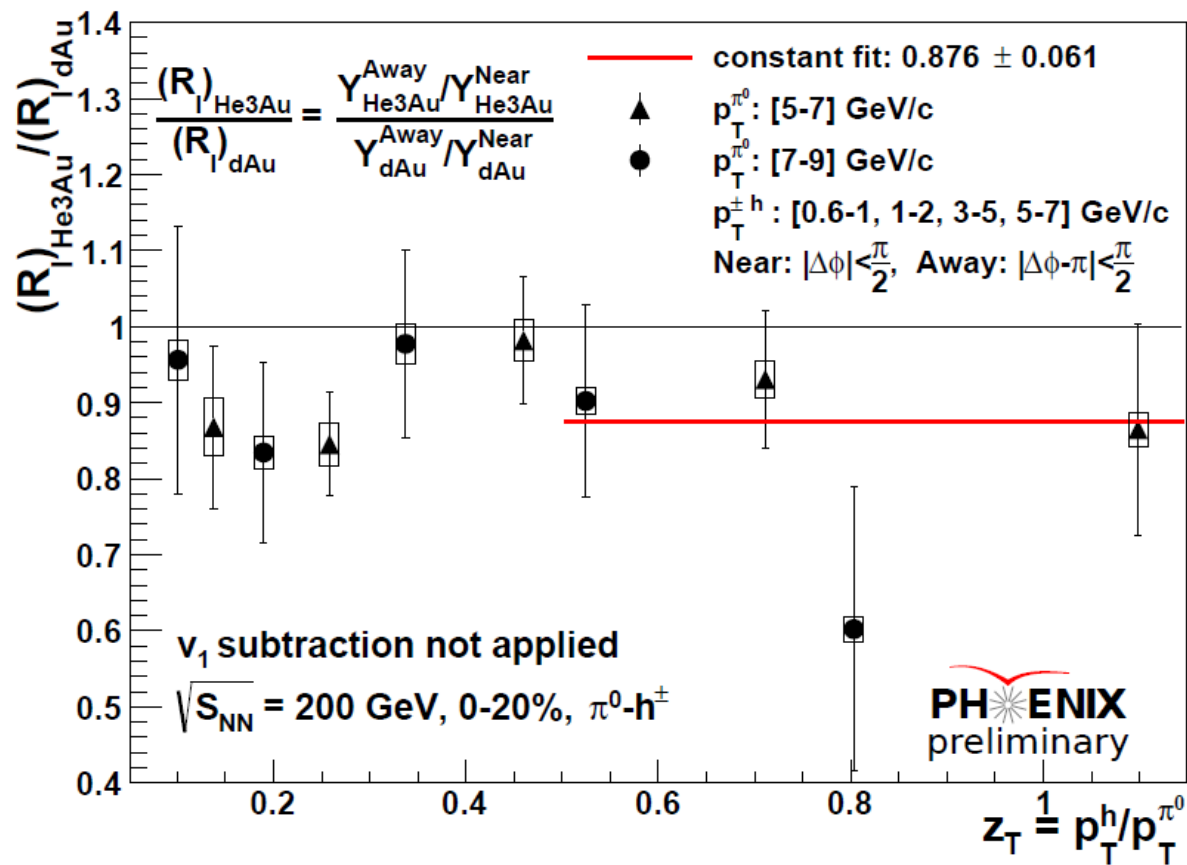 (R_I)_He3Au/(R_I)_dAu
1.4
1.3
1.2
1.1
1
0.9
0.8
0.7
0.6
0.5
0.4
(R_I)_He3Au / (R_I)_dAu = (Y^Away_He3Au/Y^Near_He3Au) / (Y^Away_dAu/Y^Near_dAu)
constant fit: 0.876 ± 0.061
p_T^π⁰: [5-7] GeV/c
p_T^π⁰: [7-9] GeV/c
p_T^± h : [0.6-1, 1-2, 3-5, 5-7] GeV/c
Near: |Δϕ|<π/2, Away: |Δϕ-π|<π/2
v₁ subtraction not applied
√S_NN = 200 GeV, 0-20%, π⁰-h^±
PHENIX
preliminary
0.2 0.4 0.6 0.8 1
z_T = p_T^h/p_T^π⁰